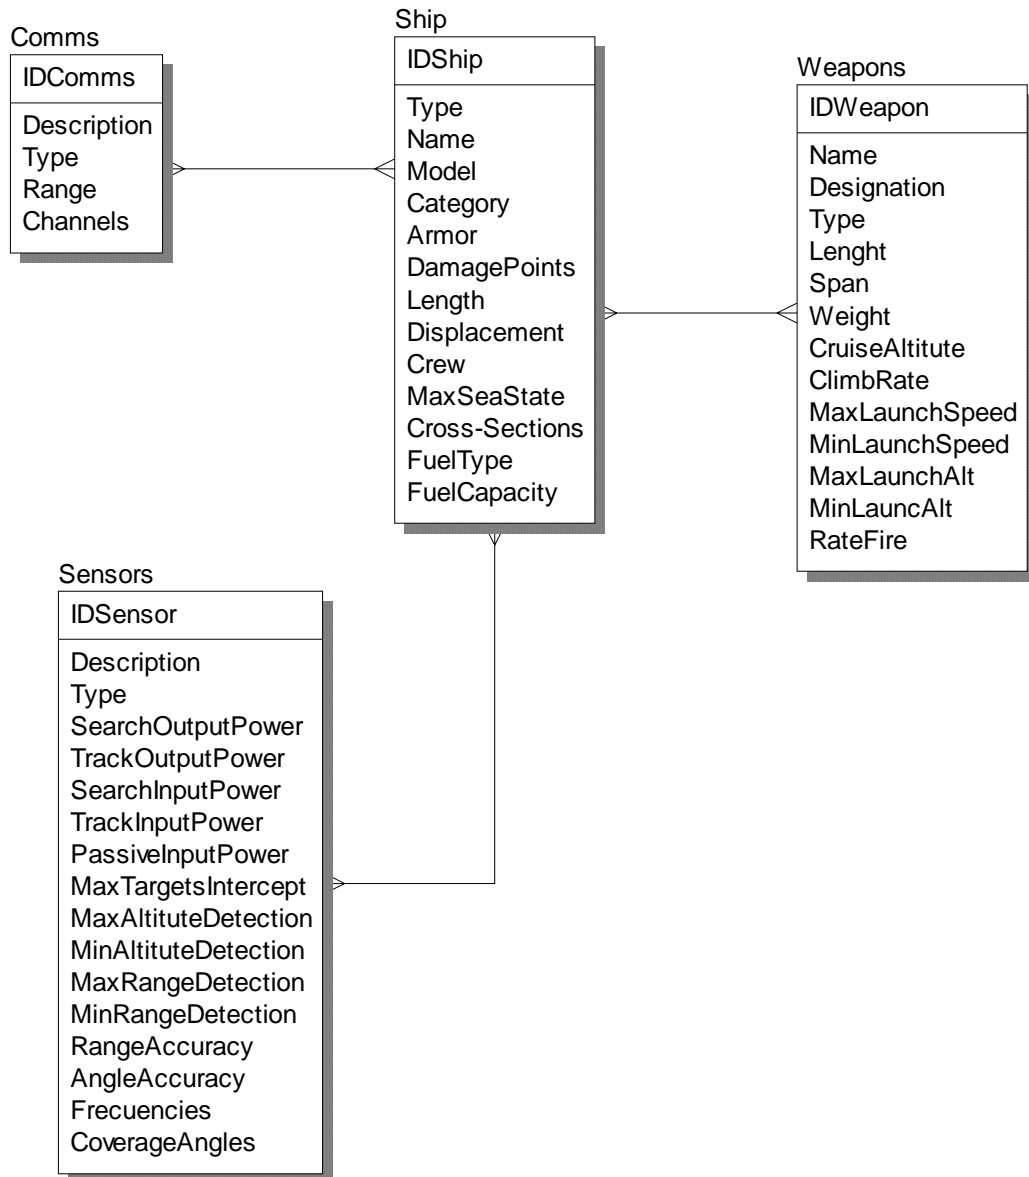 Comms
IDComms
Description
Type
Range
Channels
Ship
IDShip
Type
Name
Model
Category
Armor
DamagePoints
Length
Displacement
Crew
MaxSeaState
Cross-Sections
FuelType
FuelCapacity
Weapons
IDWeapon
Name
Designation
Type
Lenght
Span
Weight
CruiseAltitute
ClimbRate
MaxLaunchSpeed
MinLaunchSpeed
MaxLaunchAlt
MinLauncAlt
RateFire
Sensors
IDSensor
Description
Type
SearchOutputPower
TrackOutputPower
SearchInputPower
TrackInputPower
PassiveInputPower
MaxTargetsIntercept
MaxAltituteDetection
MinAltituteDetection
MaxRangeDetection
MinRangeDetection
RangeAccuracy
AngleAccuracy
Frecuencies
CoverageAngles